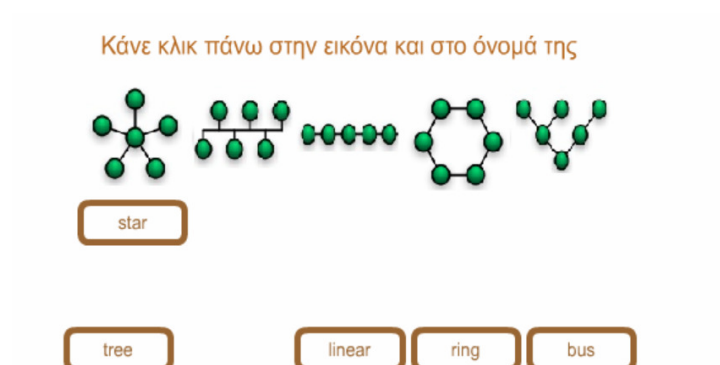 Κάνε κλικ πάνω στην εικόνα και στο όνομά της
star
tree
linear
ring
bus